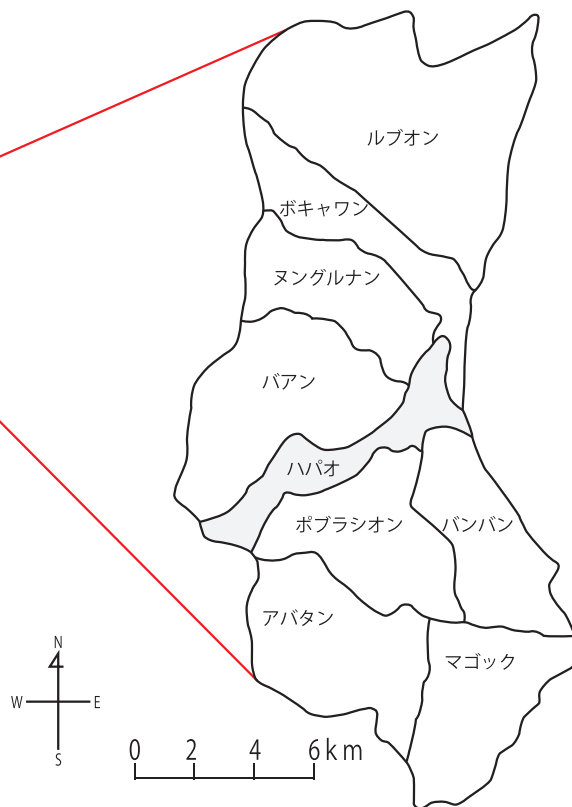 ルブオン
ボキャワン
ヌングルナン
バアン
ハパオ
ポブラシオン
バンバン
アバタン
マゴック
N
W E
S
0 2 4 6km